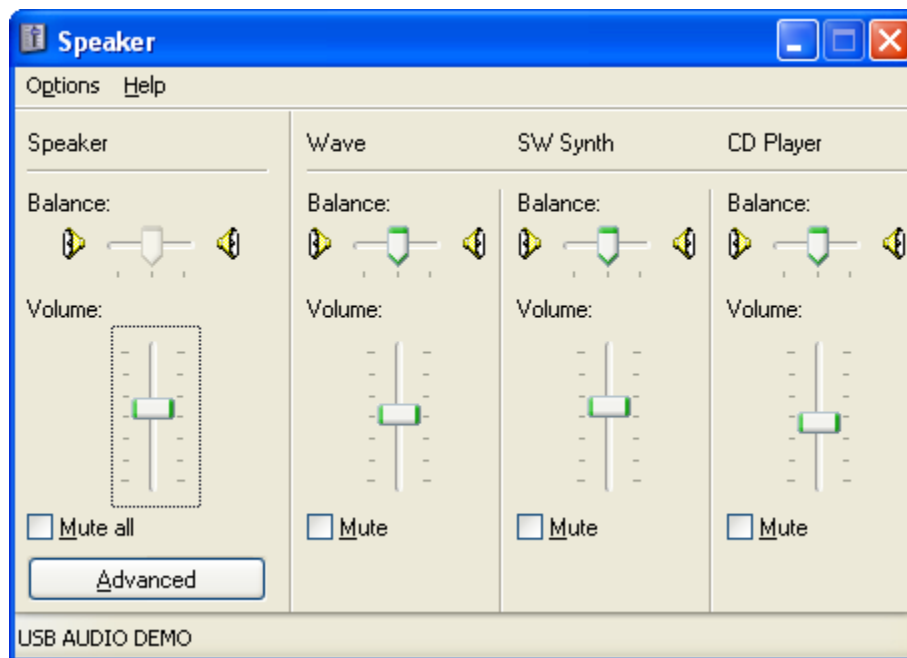 Speaker
Options Help
Speaker Wave SW Synth CD Player
Balance: Balance: Balance: Balance:
Volume: Volume: Volume: Volume:
Mute all Mute Mute Mute
Advanced
USB AUDIO DEMO